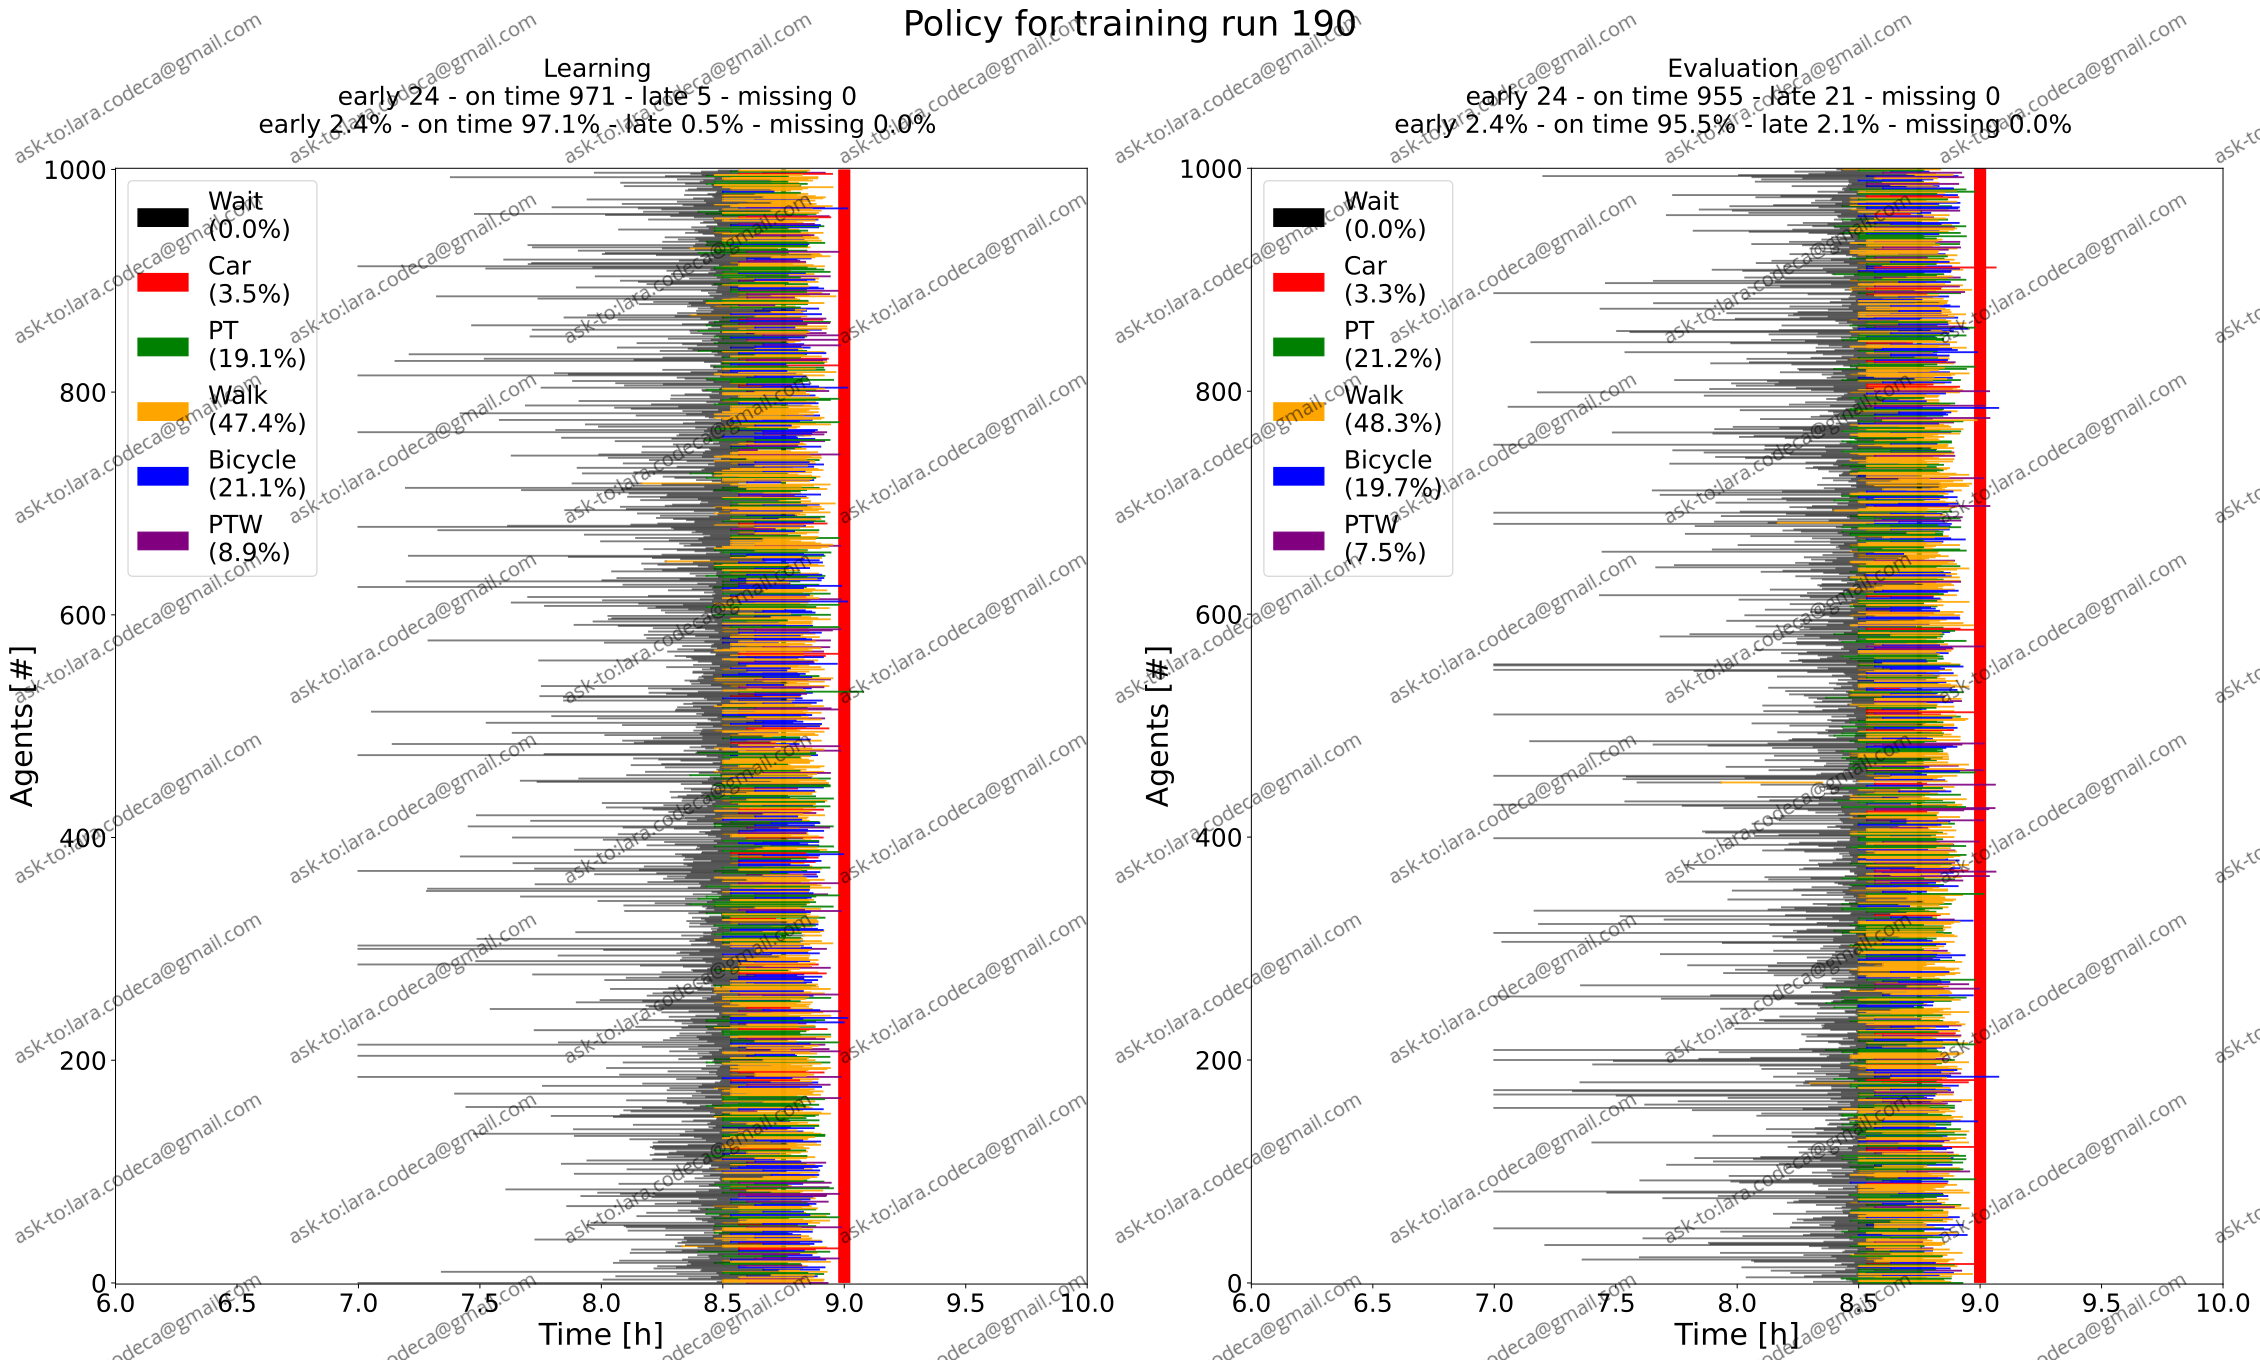 Policy for training run 190
Learning
early 24 - on time 971 - late 5 - missing 0
early 2.4% - on time 97.1% - late 0.5% - missing 0.0%
1000
800
600
400
200
0
Agents [#]
Wait
(0.0%)
Car
(3.5%)
PT
(19.1%)
Walk
(47.4%)
Bicycle
(21.1%)
PTW
(8.9%)
6.0 6.5 7.0 7.5 8.0 8.5 9.0 9.5 10.0
Time [h]
Evaluation
early 24 - on time 955 - late 21 - missing 0
early 2.4% - on time 95.5% - late 2.1% - missing 0.0%
1000
800
600
400
200
0
Agents [#]
Wait
(0.0%)
Car
(3.3%)
PT
(21.2%)
Walk
(48.3%)
Bicycle
(19.7%)
PTW
(7.5%)
6.0 6.5 7.0 7.5 8.0 8.5 9.0 9.5 10.0
Time [h]
ask-to:lara.codeca@gmail.com